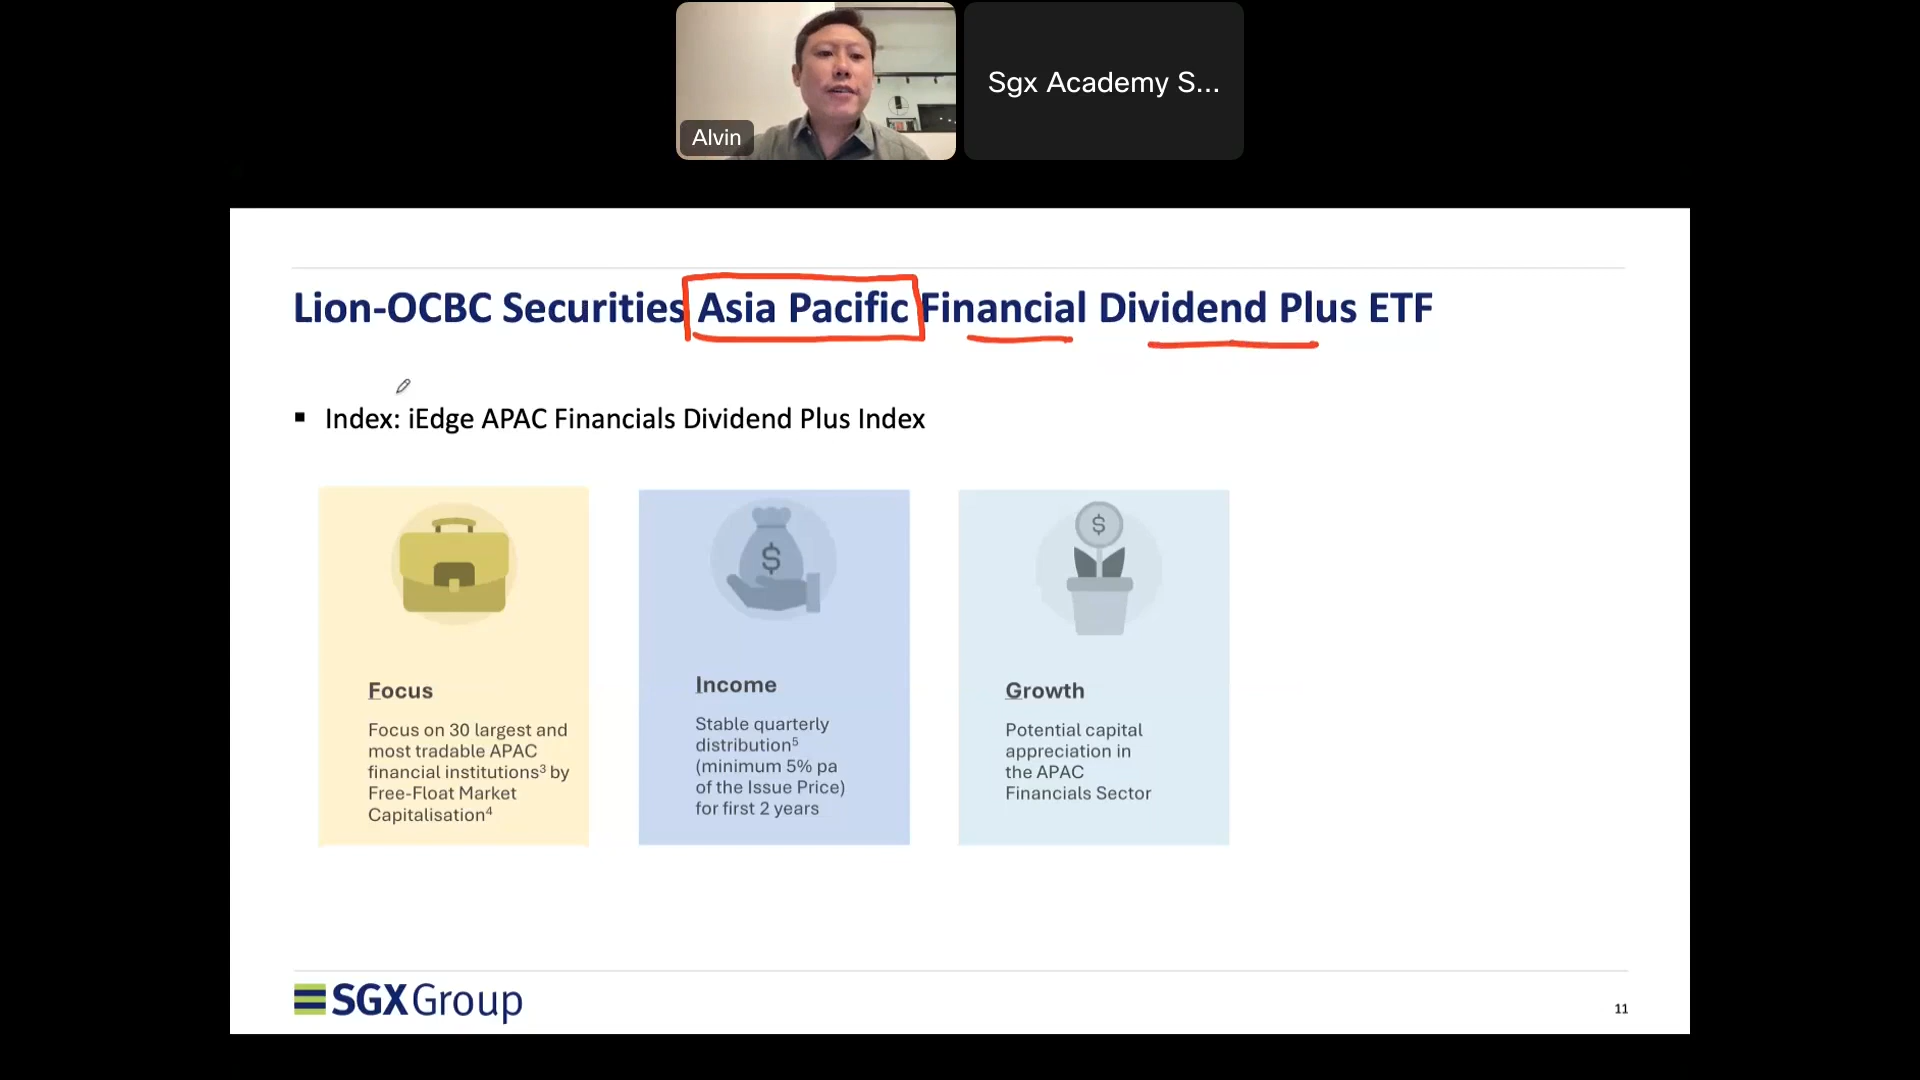 Alvin
Sgx Academy S...
Lion-OCBC Securities Asia Pacific Financial Dividend Plus ETF
▪ Index: iEdge APAC Financials Dividend Plus Index
$
$
Focus
Focus on 30 largest and
most tradable APAC
financial institutions³ by
Free-Float Market
Capitalisation⁴
Income
Stable quarterly
distribution⁵
(minimum 5% pa
of the Issue Price)
for first 2 years
Growth
Potential capital
appreciation in
the APAC
Financials Sector
SGX Group
11